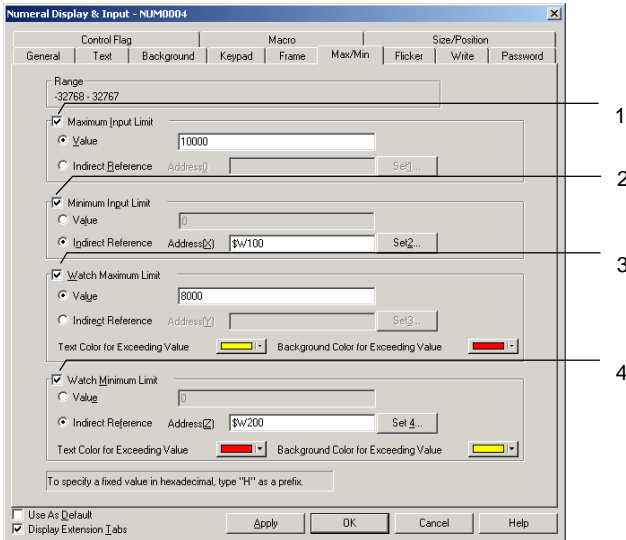 Numeral Display & Input - NUM0004
Control Flag Macro Size/Position
General Text Background Keypad Frame Max/Min Flicker Write Password
Range
-32768 - 32767
1
Maximum Input Limit
Value 10000
Indirect Reference Address0 Set1...
2
Minimum Input Limit
Value 0
Indirect Reference Address(X) $W100 Set2...
3
Watch Maximum Limit
Value 8000
Indirect Reference Address(Y) Set3...
Text Color for Exceeding Value Background Color for Exceeding Value
4
Watch Minimum Limit
Value 0
Indirect Reference Address(Z) $W200 Set 4...
Text Color for Exceeding Value Background Color for Exceeding Value
To specify a fixed value in hexadecimal, type "H" as a prefix.
Use As Default
Display Extension Tabs
Apply OK Cancel Help